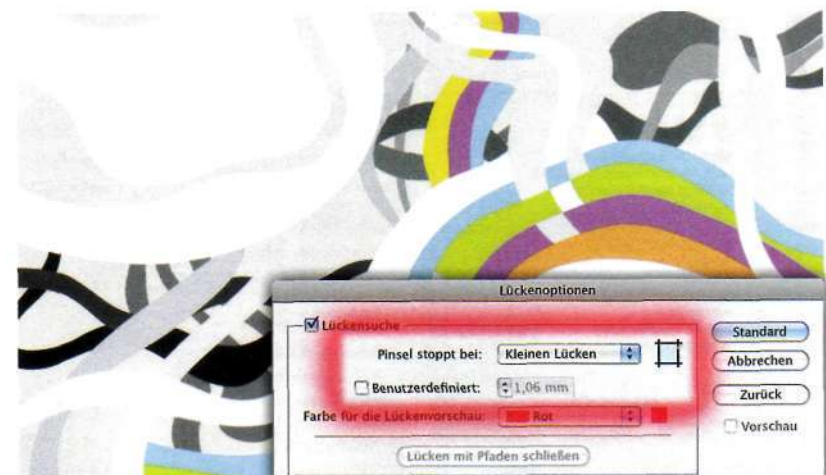 Lückenoptionen
Lückensuche
Pinsel stoppt bei: Kleinen Lücken
Benutzerdefiniert: 1,06 mm
Farbe für die Lückenvorschau: Rot
Lücken mit Pfaden schließen
Standard
Abbrechen
Zurück
Vorschau